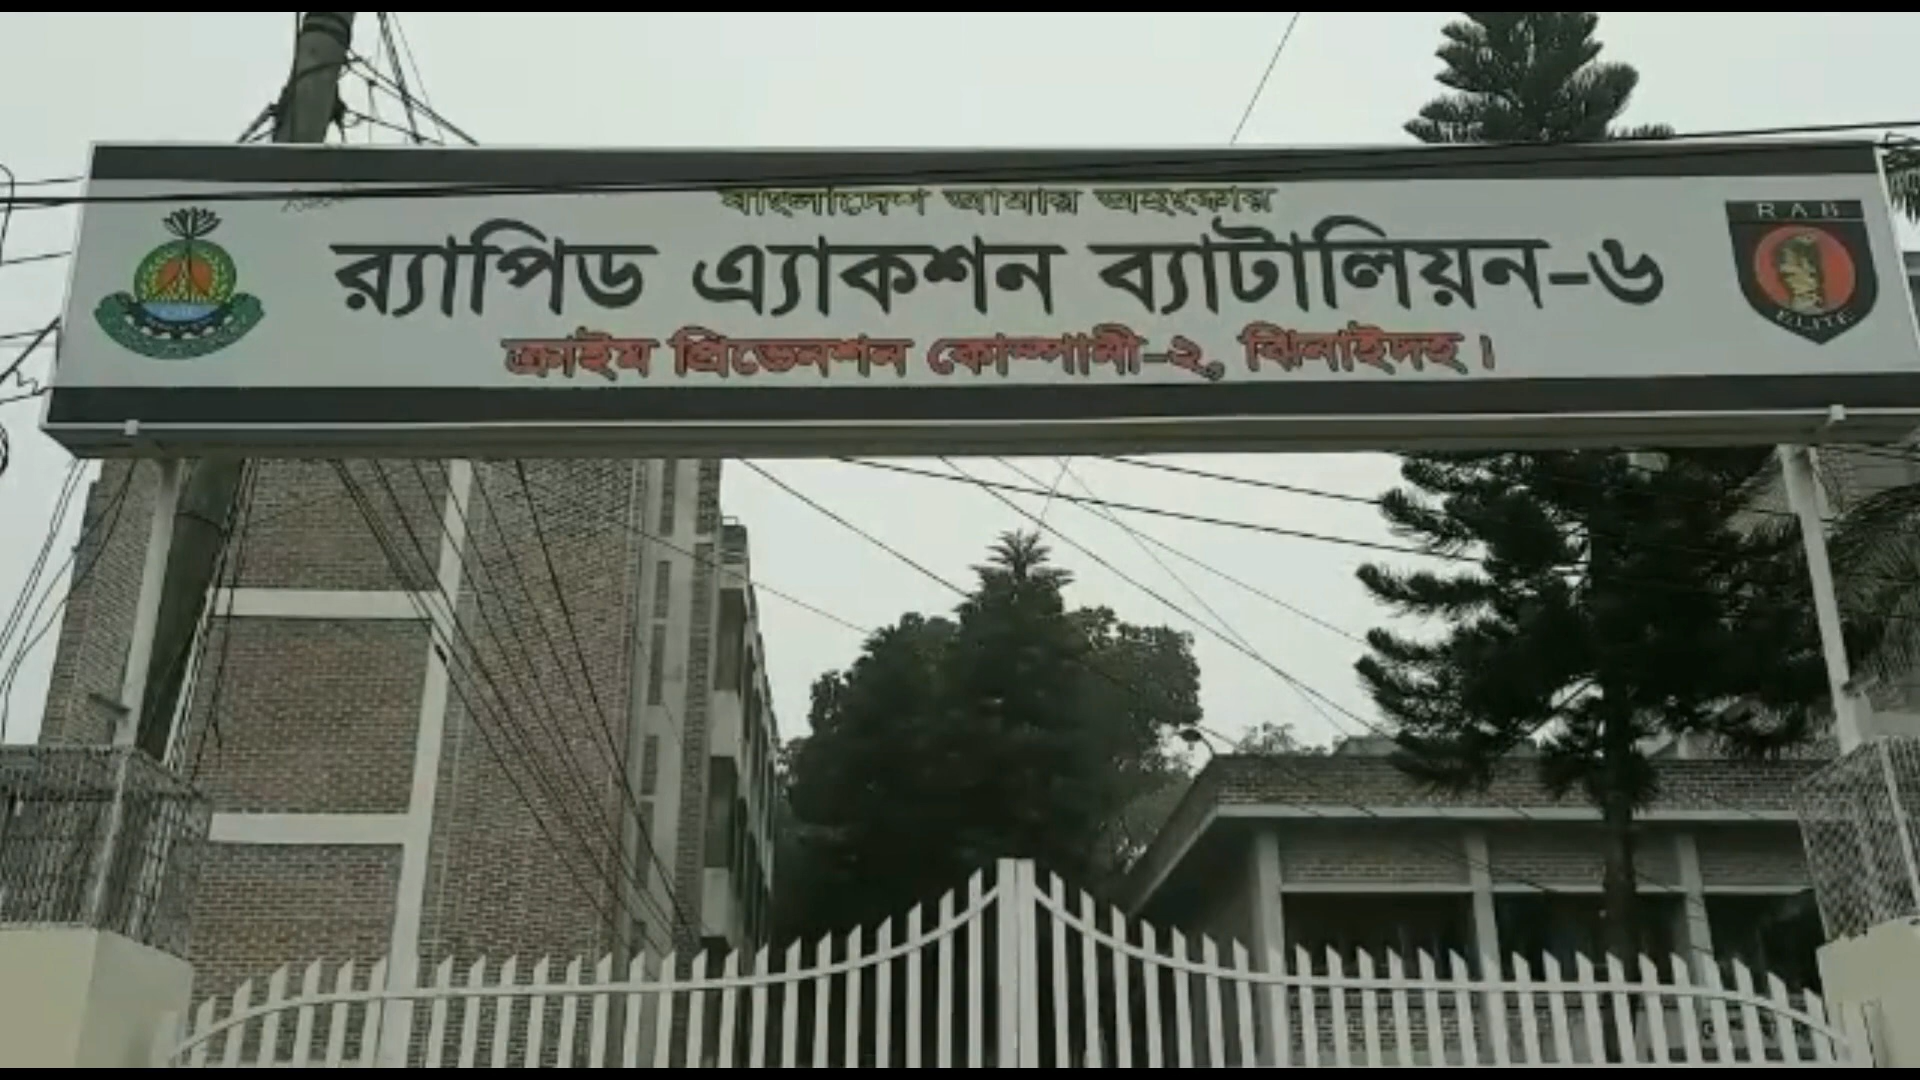 বাংলাদেশ আমার অহংকার
র‍্যাপিড এ্যাকশন ব্যাটালিয়ন-৬
ক্রাইম প্রিভেনশন কোম্পানী-২, ঝিনাইদহ।
RAB
ELITE